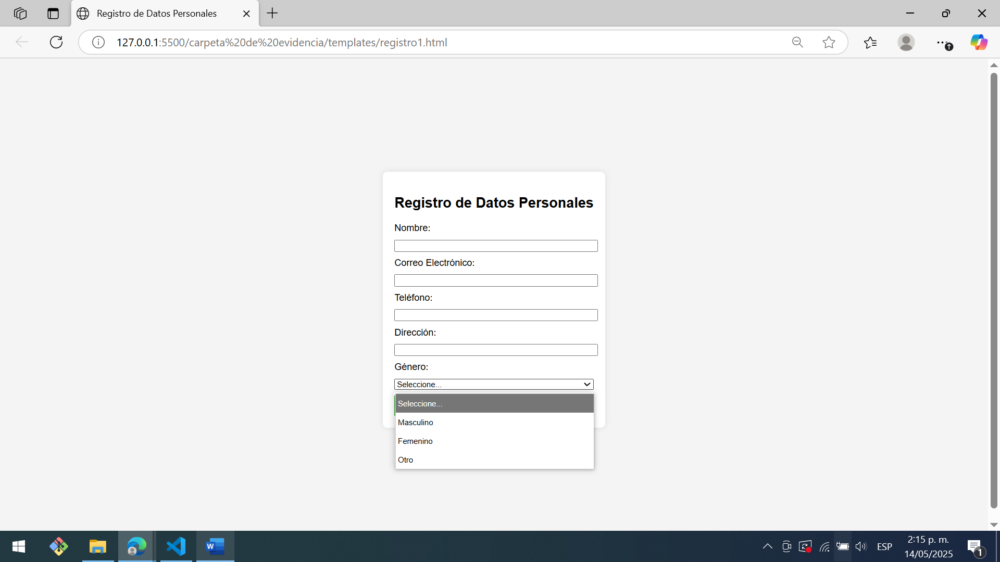 Registro de Datos Personales
127.0.0.1:5500/carpeta%20de%20evidencia/templates/registro1.html
Registro de Datos Personales
Nombre:
Correo Electrónico:
Teléfono:
Dirección:
Género:
Seleccione...
Seleccione...
Masculino
Femenino
Otro
W
ESP
2:15 p. m.
14/05/2025
1